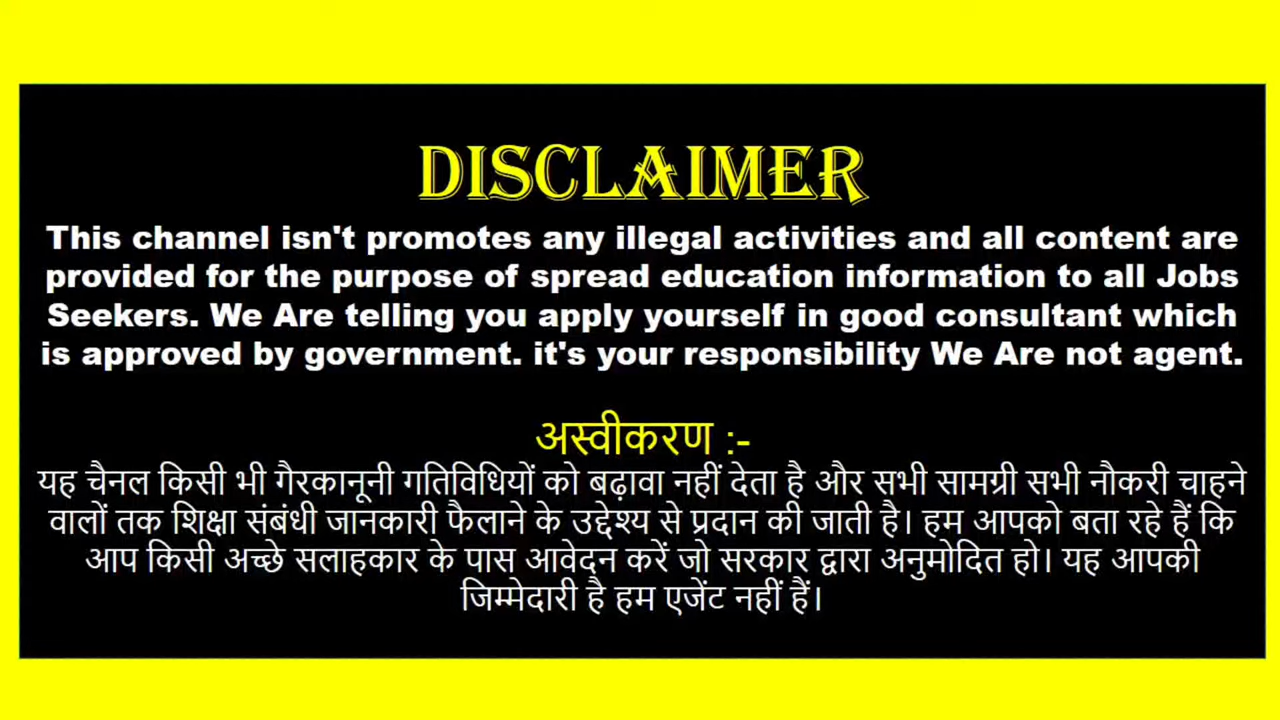 DISCLAIMER
This channel isn't promotes any illegal activities and all content are
provided for the purpose of spread education information to all Jobs
Seekers. We Are telling you apply yourself in good consultant which
is approved by government. it's your responsibility We Are not agent.
अस्वीकरण :-
यह चैनल किसी भी गैरकानूनी गतिविधियों को बढ़ावा नहीं देता है और सभी सामग्री सभी नौकरी चाहने
वालों तक शिक्षा संबंधी जानकारी फैलाने के उद्देश्य से प्रदान की जाती है। हम आपको बता रहे हैं कि
आप किसी अच्छे सलाहकार के पास आवेदन करें जो सरकार द्वारा अनुमोदित हो। यह आपकी
जिम्मेदारी है हम एजेंट नहीं हैं।